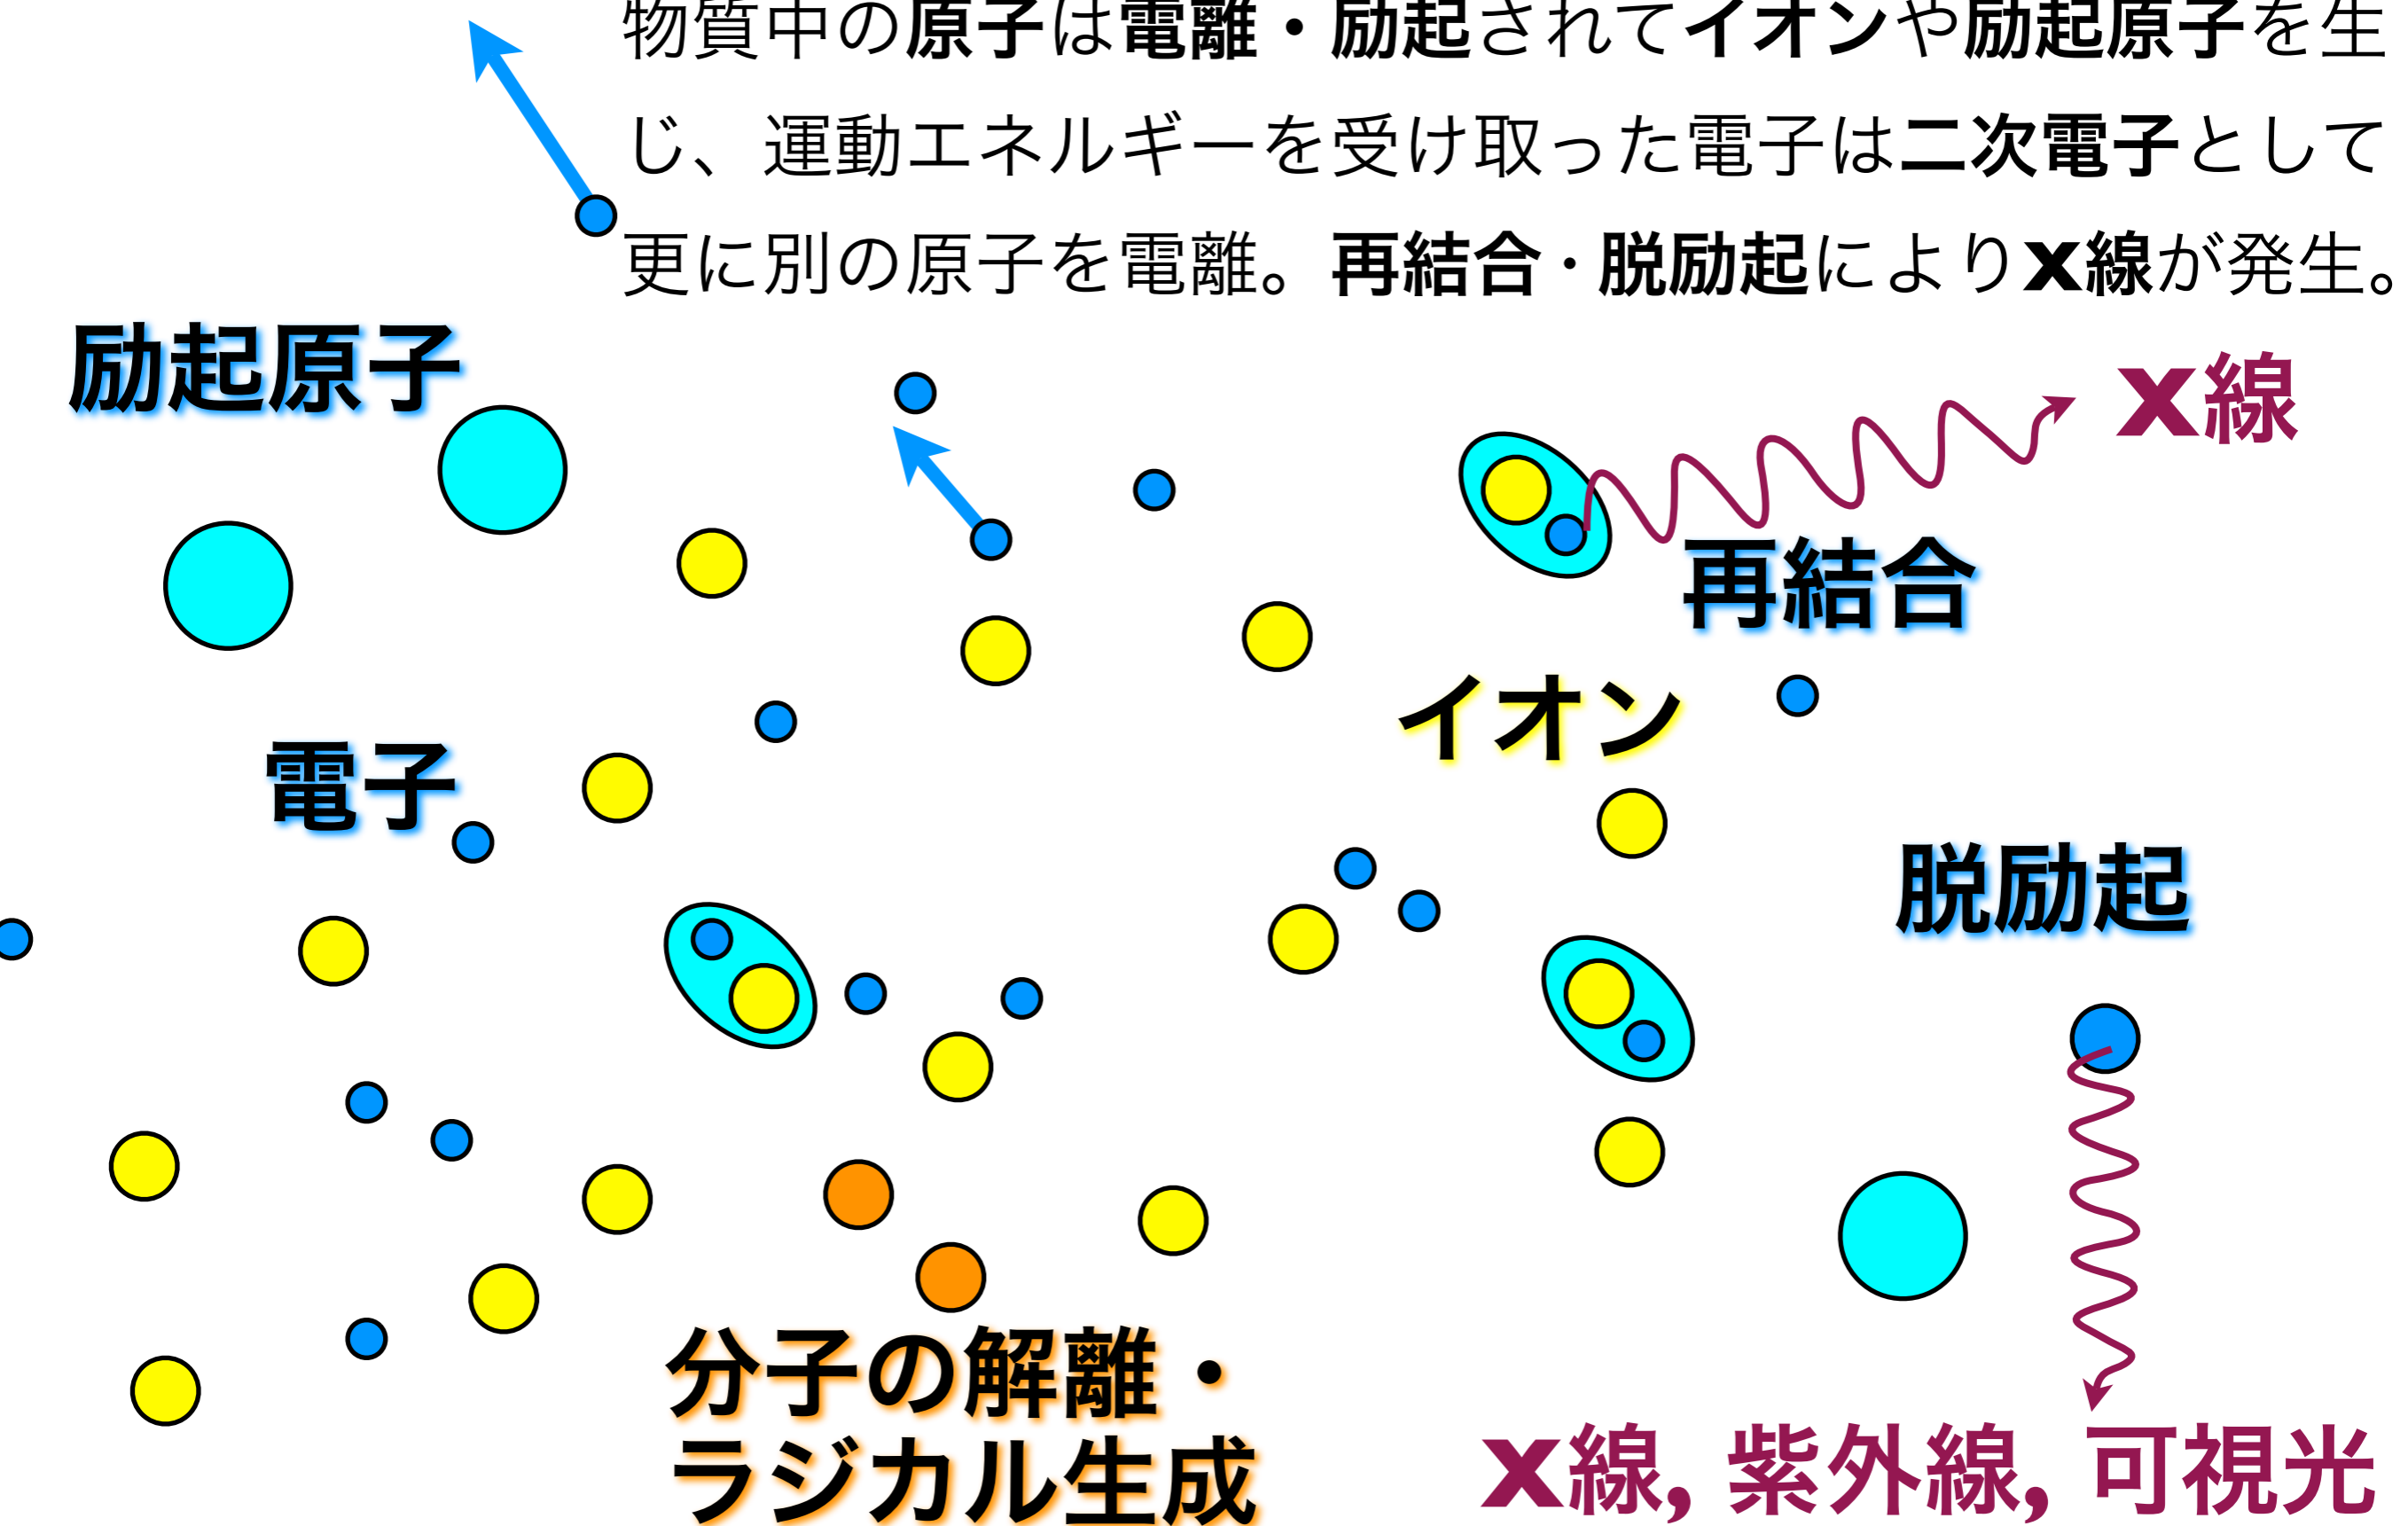 物質中の原子は電離・励起されてイオンや励起原子を生
じ、運動エネルギーを受け取った電子は二次電子として
更に別の原子を電離。再結合・脱励起によりX線が発生。
励起原子
X線
再結合
イオン
電子
脱励起
分子の解離・
ラジカル生成
X線, 紫外線, 可視光